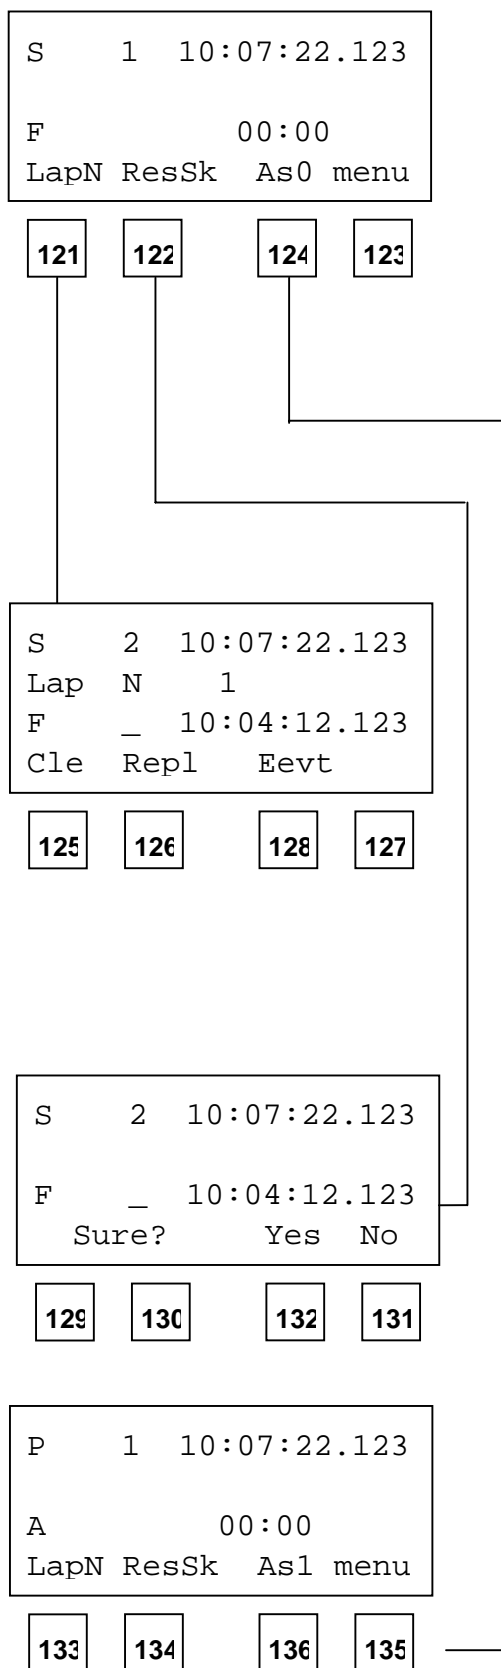 S 1 10:07:22.123
F 00:00
LapN ResSk As0 menu
121 122 124 123
S 2 10:07:22.123
Lap N 1
F _ 10:04:12.123
Cle Repl Eevt
125 126 128 127
S 2 10:07:22.123
F _ 10:04:12.123
Sure? Yes No
129 130 132 131
P 1 10:07:22.123
A 00:00
LapN ResSk As1 menu
133 134 136 135